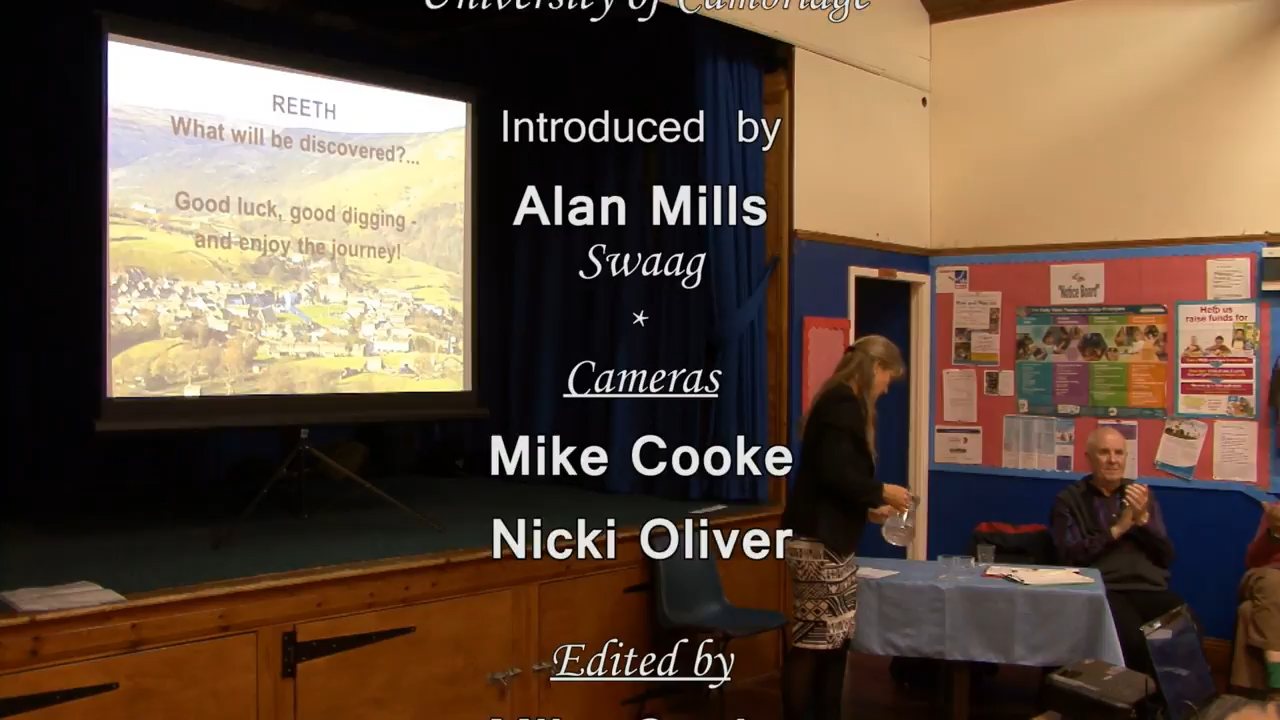 University of Cambridge
REETH
What will be discovered?...
Good luck, good digging -
and enjoy the journey!
Introduced by
Alan Mills
Swaag
*
Cameras
Mike Cooke
Nicki Oliver
Edited by
"Notice Board"
Help us
raise funds for